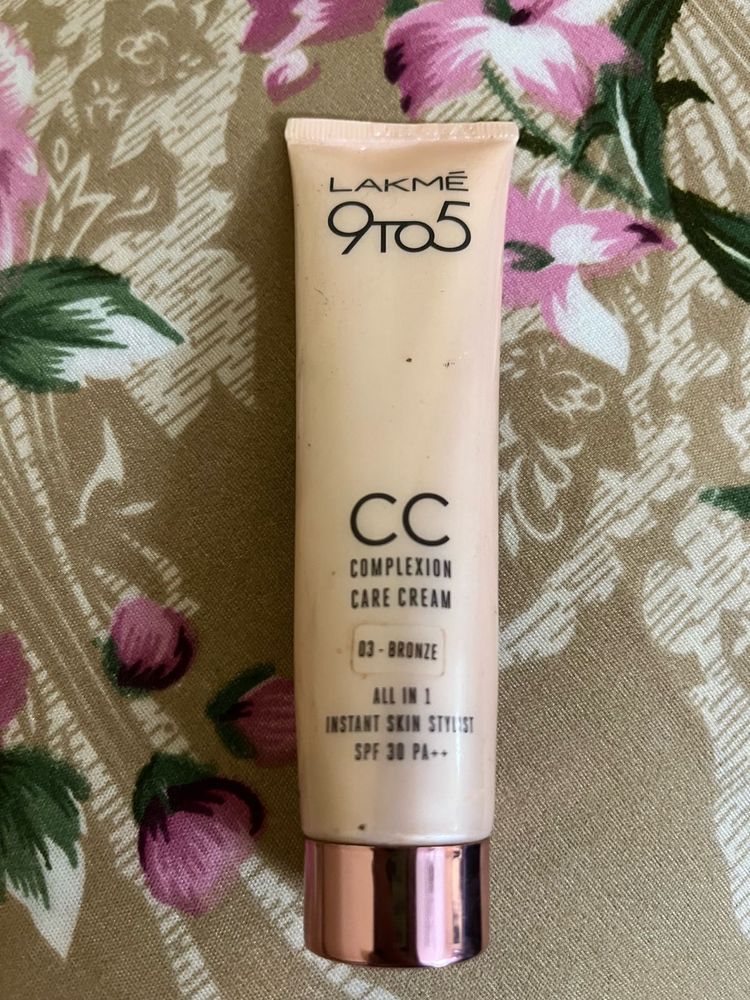 LAKMÉ
9TO5
CC
COMPLEXION
CARE CREAM
03 - BRONZE
ALL IN 1
INSTANT SKIN STYLIST
SPF 30 PA++